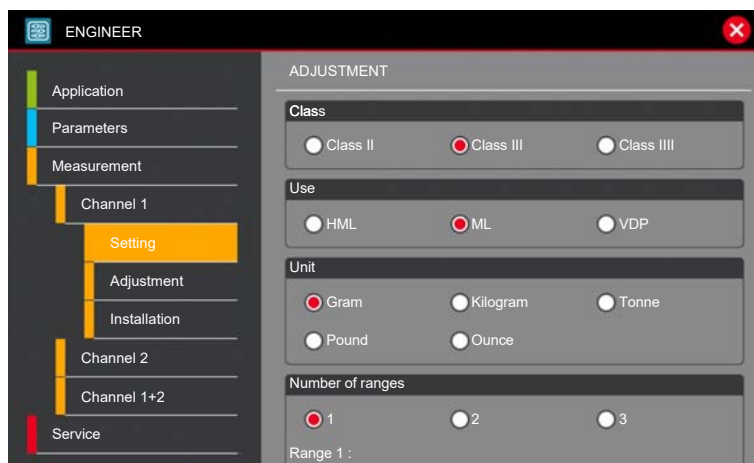 ENGINEER
Application
Parameters
Measurement
Channel 1
Setting
Adjustment
Installation
Channel 2
Channel 1+2
Service
ADJUSTMENT
Class
Class II
Class III
Class IIII
Use
HML
ML
VDP
Unit
Gram
Kilogram
Tonne
Pound
Ounce
Number of ranges
1
2
3
Range 1 :